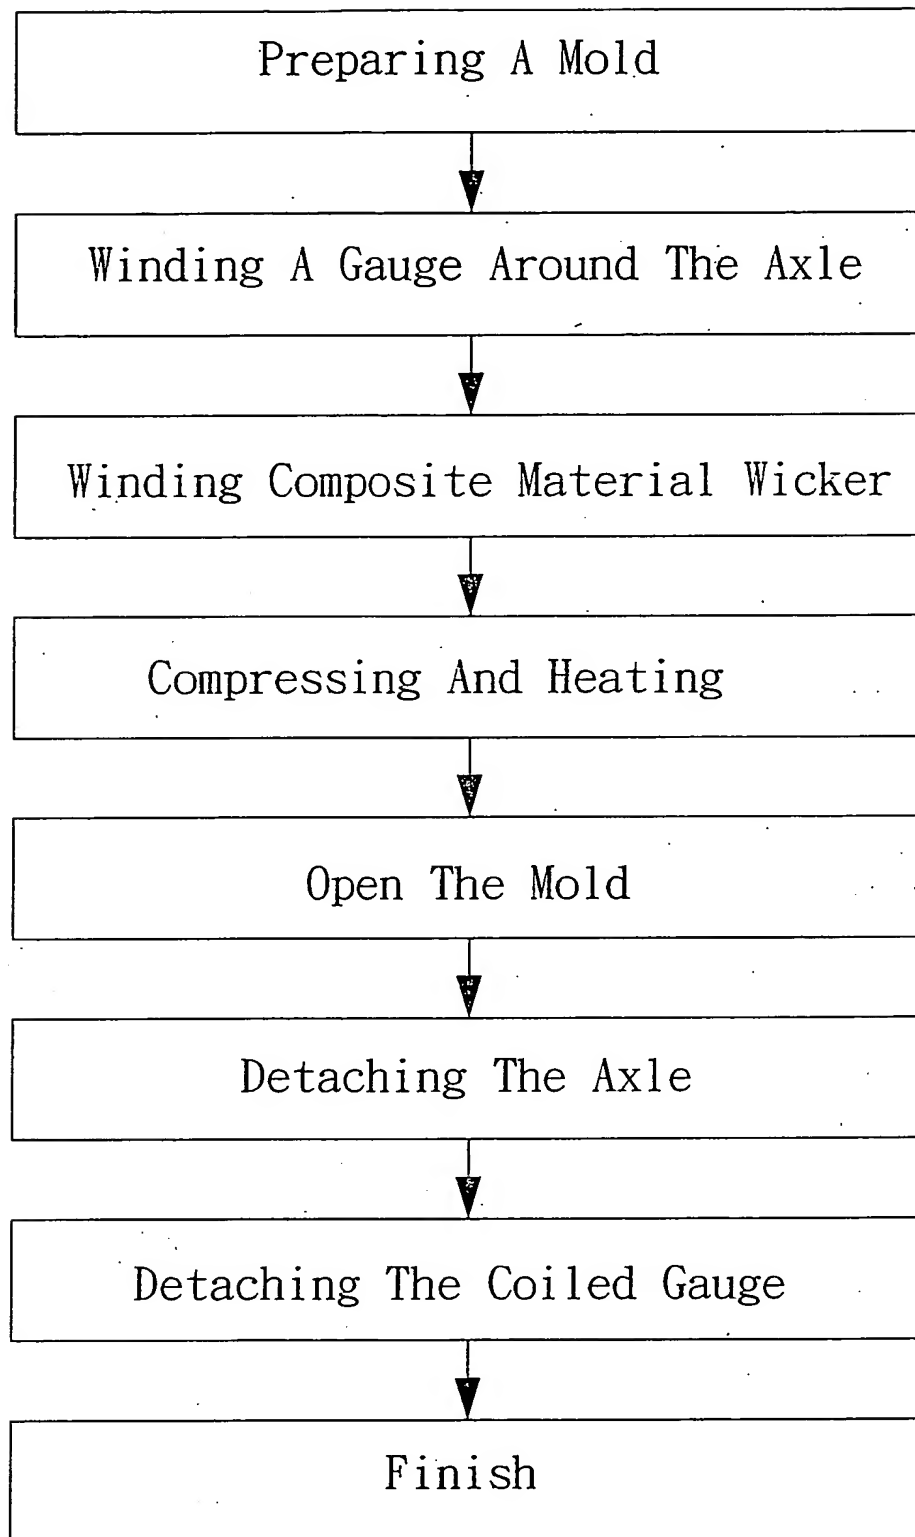 Preparing A Mold
Winding A Gauge Around The Axle
Winding Composite Material Wicker
Compressing And Heating
Open The Mold
Detaching The Axle
Detaching The Coiled Gauge
Finish